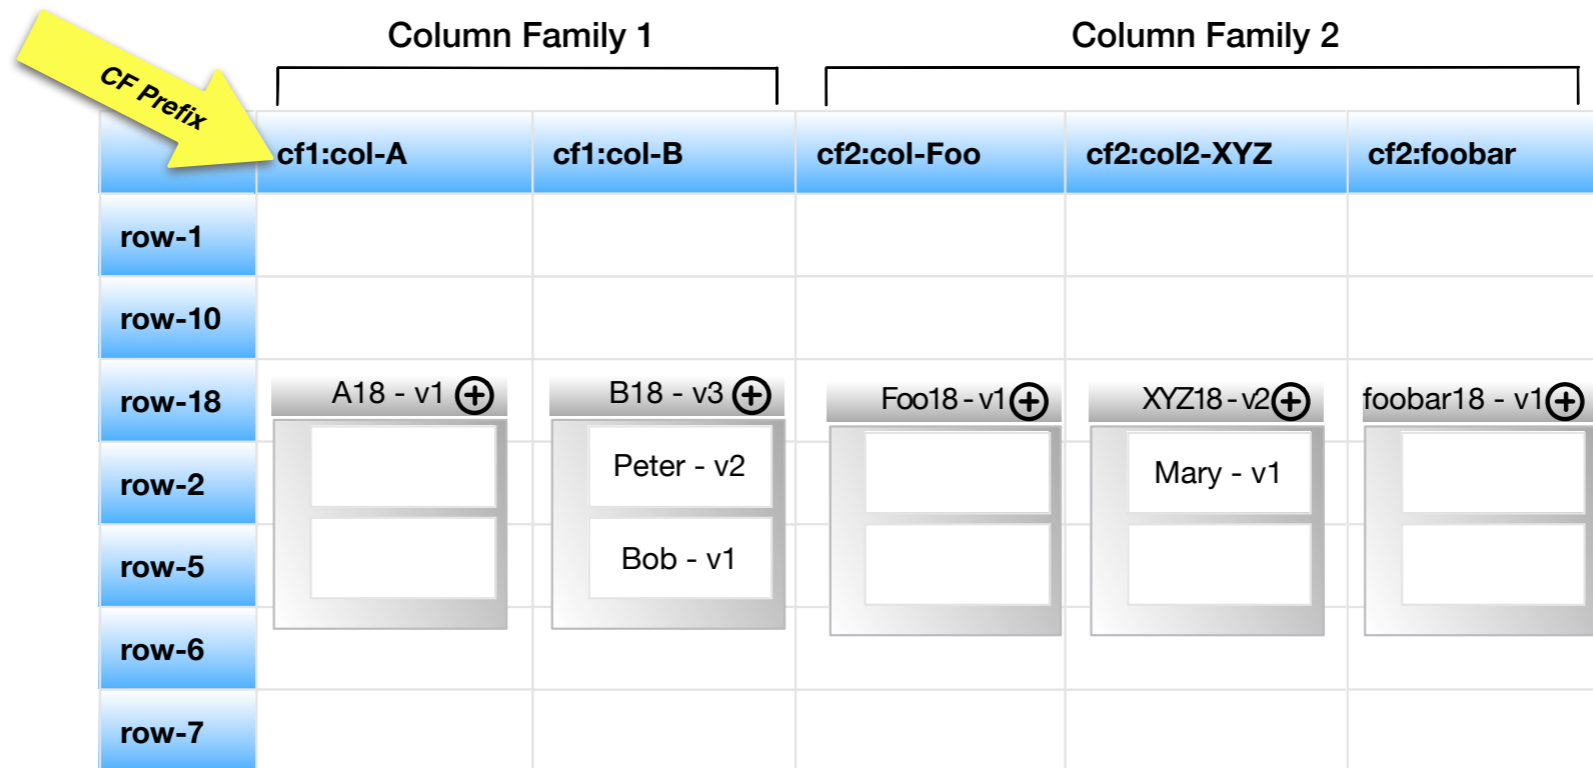 Column Family 1 Column Family 2
CF Prefix
cf1:col-A cf1:col-B cf2:col-Foo cf2:col2-XYZ cf2:foobar
row-1
row-10
row-18 A18 - v1 B18 - v3 Foo18 - v1 XYZ18 - v2 foobar18 - v1
row-2 Peter - v2 Mary - v1
row-5 Bob - v1
row-6
row-7